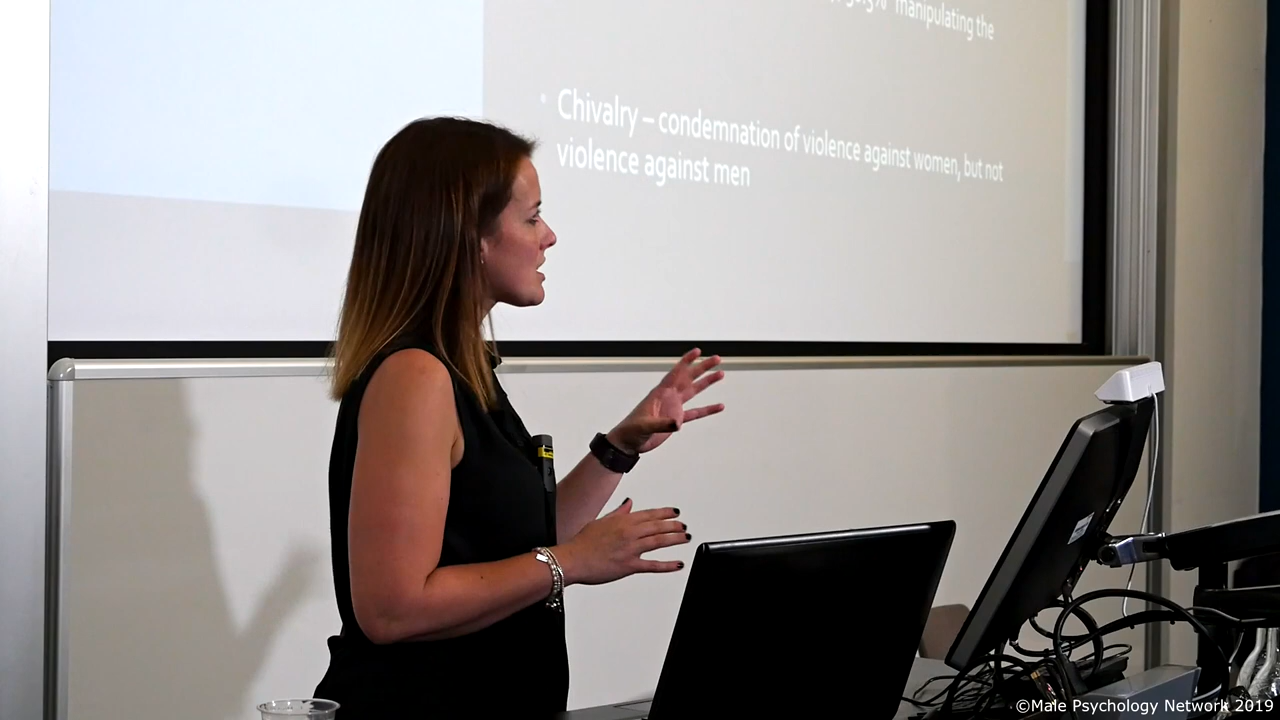 manipulating the
Chivalry – condemnation of violence against women, but not
violence against men
©Male Psychology Network 2019